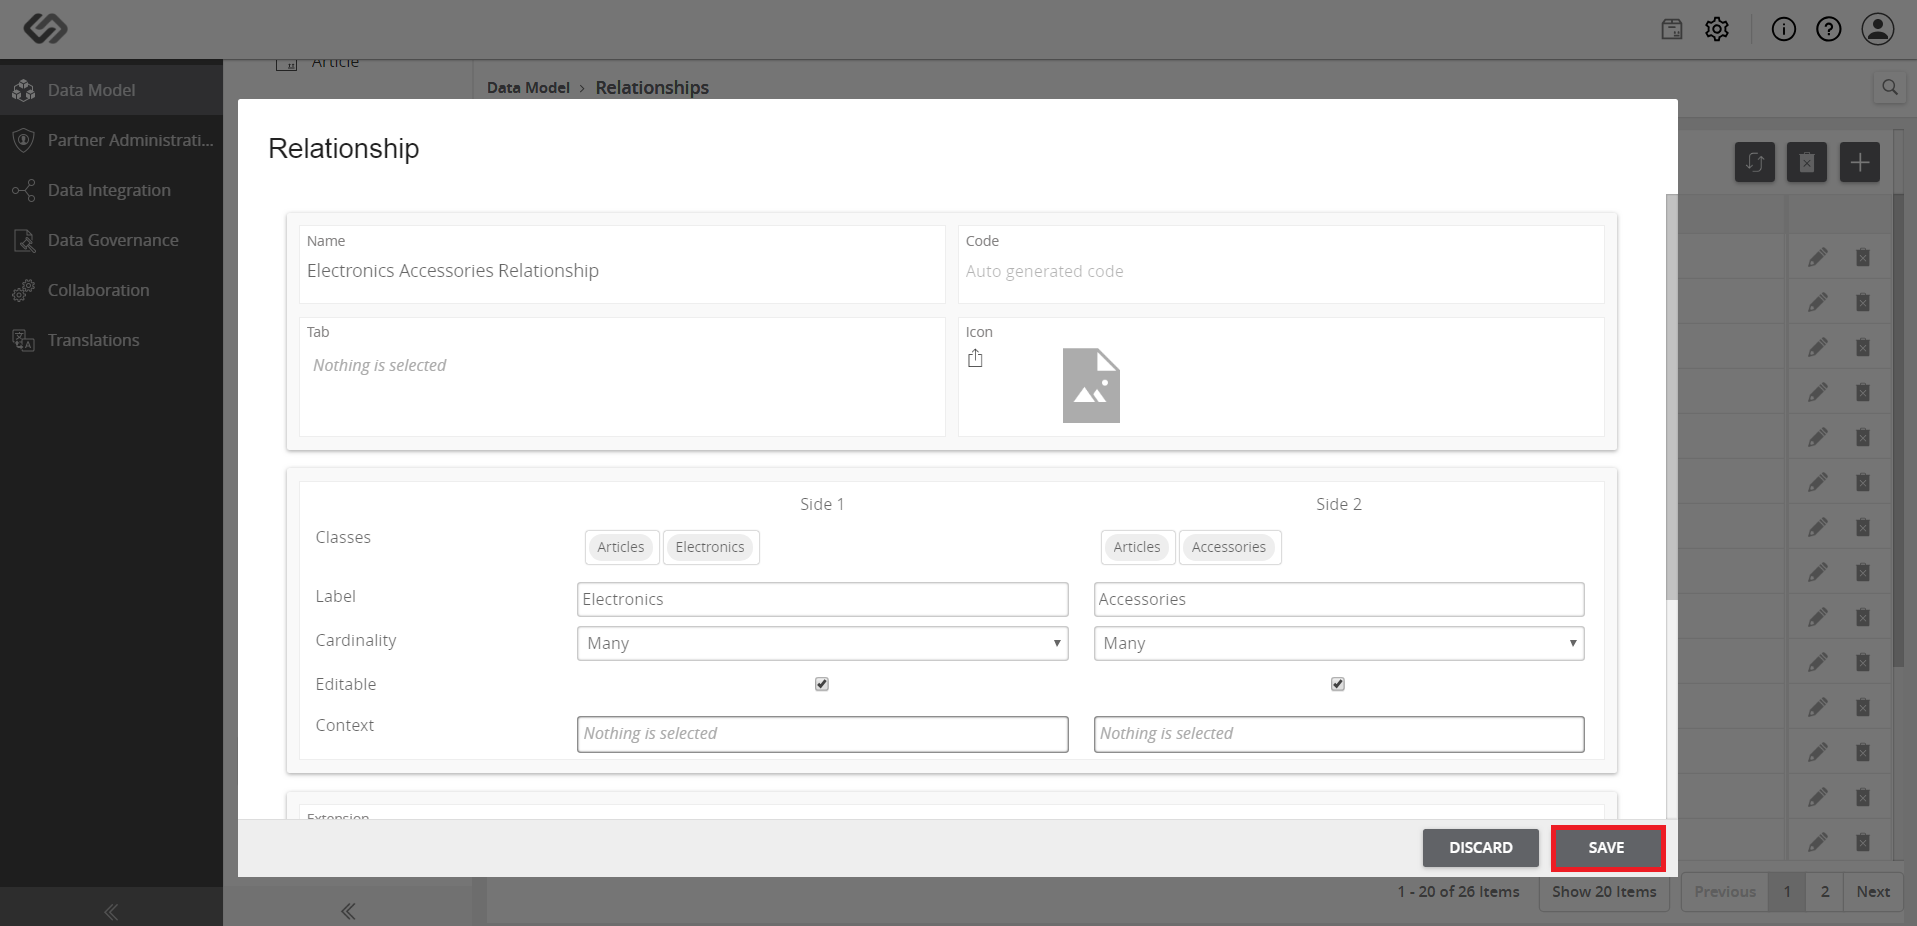 Article
Data Model > Relationships
Data Model
Partner Administrati...
Data Integration
Data Governance
Collaboration
Translations
Relationship
Name
Electronics Accessories Relationship
Code
Auto generated code
Tab
Nothing is selected
Icon
Side 1 Side 2
Classes Articles Electronics Articles Accessories
Label Electronics Accessories
Cardinality Many Many
Editable
Context Nothing is selected Nothing is selected
Extension
DISCARD SAVE
1 - 20 of 26 Items Show 20 Items Previous 1 2 Next